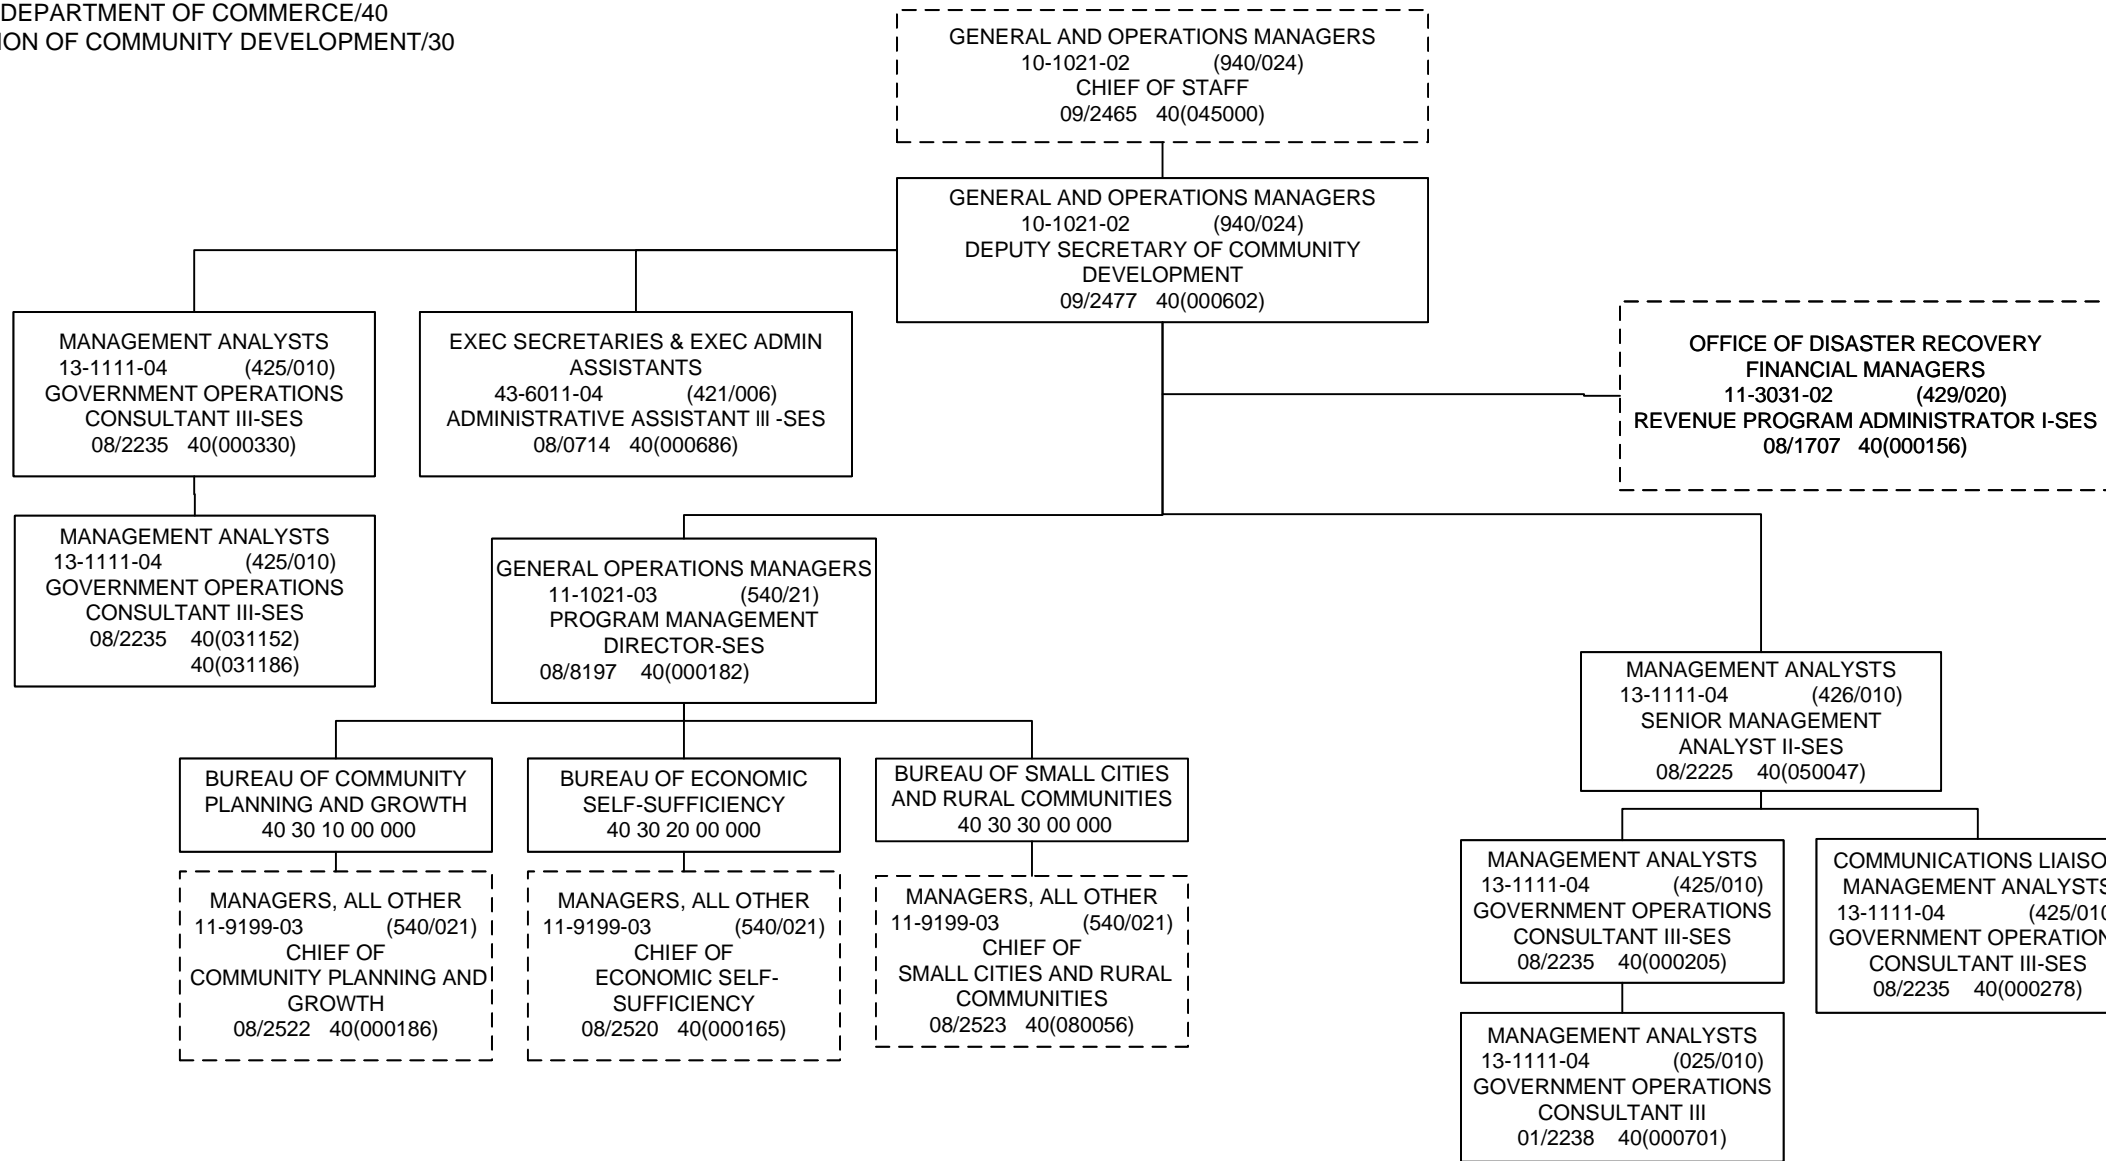 DEPARTMENT OF COMMERCE/40
ION OF COMMUNITY DEVELOPMENT/30
GENERAL AND OPERATIONS MANAGERS
10-1021-02 (940/024)
CHIEF OF STAFF
09/2465 40(045000)
GENERAL AND OPERATIONS MANAGERS
10-1021-02 (940/024)
DEPUTY SECRETARY OF COMMUNITY
DEVELOPMENT
09/2477 40(000602)
MANAGEMENT ANALYSTS
13-1111-04 (425/010)
GOVERNMENT OPERATIONS
CONSULTANT III-SES
08/2235 40(000330)
EXEC SECRETARIES & EXEC ADMIN
ASSISTANTS
43-6011-04 (421/006)
ADMINISTRATIVE ASSISTANT III -SES
08/0714 40(000686)
OFFICE OF DISASTER RECOVERY
FINANCIAL MANAGERS
11-3031-02 (429/020)
REVENUE PROGRAM ADMINISTRATOR I-SES
08/1707 40(000156)
MANAGEMENT ANALYSTS
13-1111-04 (425/010)
GOVERNMENT OPERATIONS
CONSULTANT III-SES
08/2235 40(031152)
40(031186)
GENERAL OPERATIONS MANAGERS
11-1021-03 (540/21)
PROGRAM MANAGEMENT
DIRECTOR-SES
08/8197 40(000182)
MANAGEMENT ANALYSTS
13-1111-04 (426/010)
SENIOR MANAGEMENT
ANALYST II-SES
08/2225 40(050047)
BUREAU OF COMMUNITY
PLANNING AND GROWTH
40 30 10 00 000
BUREAU OF ECONOMIC
SELF-SUFFICIENCY
40 30 20 00 000
BUREAU OF SMALL CITIES
AND RURAL COMMUNITIES
40 30 30 00 000
MANAGERS, ALL OTHER
11-9199-03 (540/021)
CHIEF OF
COMMUNITY PLANNING AND
GROWTH
08/2522 40(000186)
MANAGERS, ALL OTHER
11-9199-03 (540/021)
CHIEF OF
ECONOMIC SELF-
SUFFICIENCY
08/2520 40(000165)
MANAGERS, ALL OTHER
11-9199-03 (540/021)
CHIEF OF
SMALL CITIES AND RURAL
COMMUNITIES
08/2523 40(080056)
MANAGEMENT ANALYSTS
13-1111-04 (425/010)
GOVERNMENT OPERATIONS
CONSULTANT III-SES
08/2235 40(000205)
COMMUNICATIONS LIAISO
MANAGEMENT ANALYSTS
13-1111-04 (425/010
GOVERNMENT OPERATION
CONSULTANT III-SES
08/2235 40(000278)
MANAGEMENT ANALYSTS
13-1111-04 (025/010)
GOVERNMENT OPERATIONS
CONSULTANT III
01/2238 40(000701)